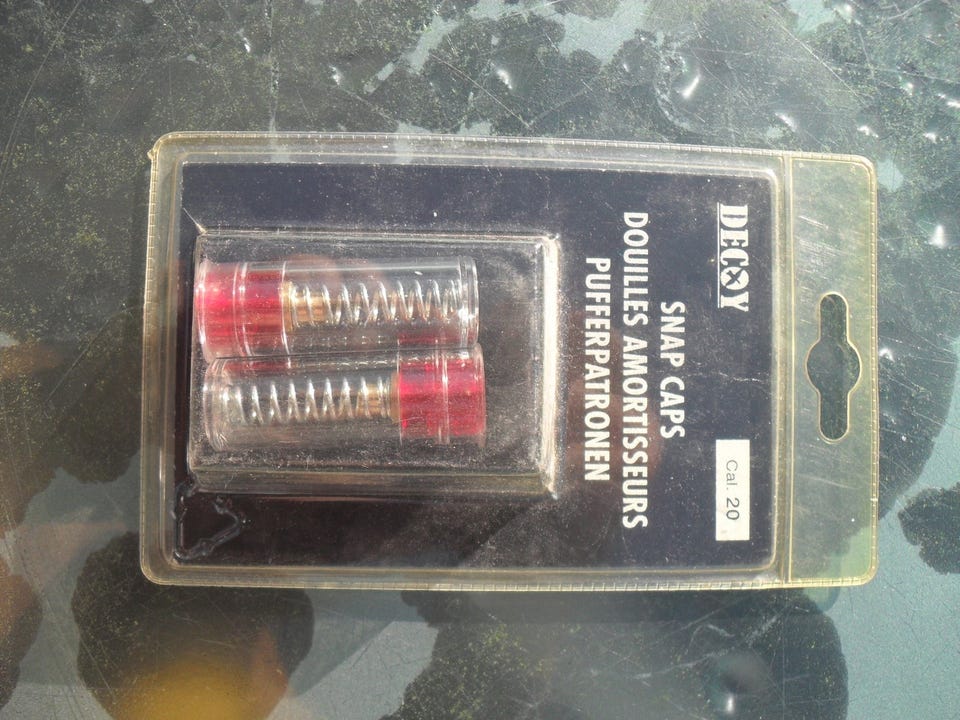 DECOY
SNAP CAPS
DOUILLES AMORTISSEURS
PUFFERPATRONEN
Cal. 20